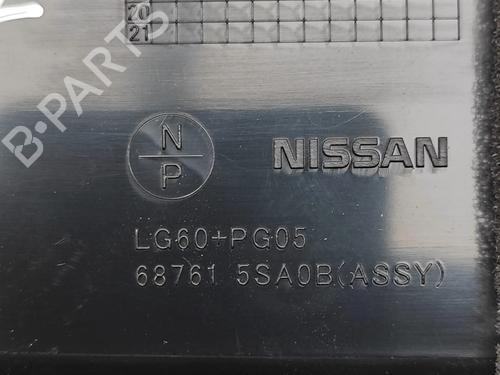 20
21
B-PARTS
N
P
NISSAN
LG60+PG05
68761 5SA0B(ASSY)